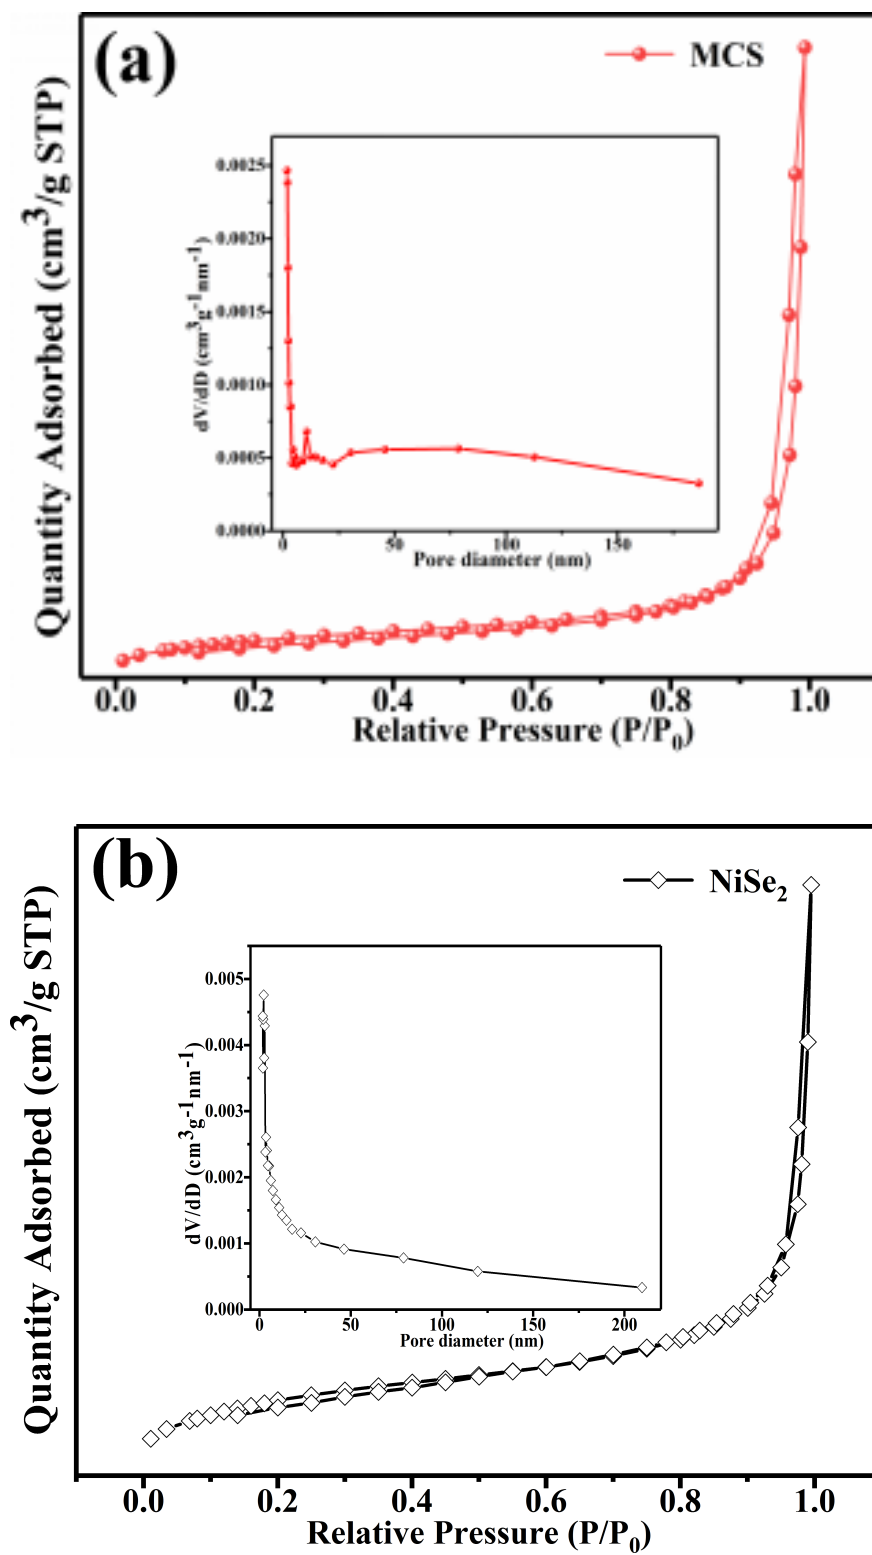 (a)
MCS
Quantity Adsorbed (cm³/g STP)
0.0025
0.0020
0.0015
0.0010
0.0005
0.0000
dV/dD (cm³g⁻¹nm⁻¹)
0 50 100 150
Pore diameter (nm)
0.0 0.2 0.4 0.6 0.8 1.0
Relative Pressure (P/P₀)
(b)
NiSe₂
Quantity Adsorbed (cm³/g STP)
0.005
0.004
0.003
0.002
0.001
0.000
dV/dD (cm³g⁻¹nm⁻¹)
0 50 100 150 200
Pore diameter (nm)
0.0 0.2 0.4 0.6 0.8 1.0
Relative Pressure (P/P₀)